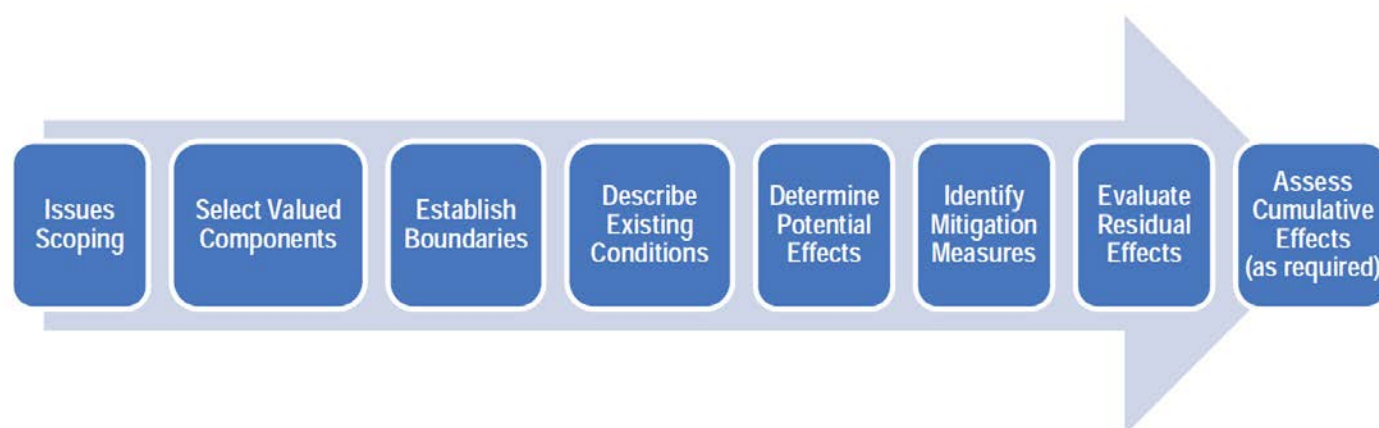 Issues
Scoping
Select Valued
Components
Establish
Boundaries
Describe
Existing
Conditions
Determine
Potential
Effects
Identify
Mitigation
Measures
Evaluate
Residual
Effects
Assess
Cumulative
Effects
(as required)